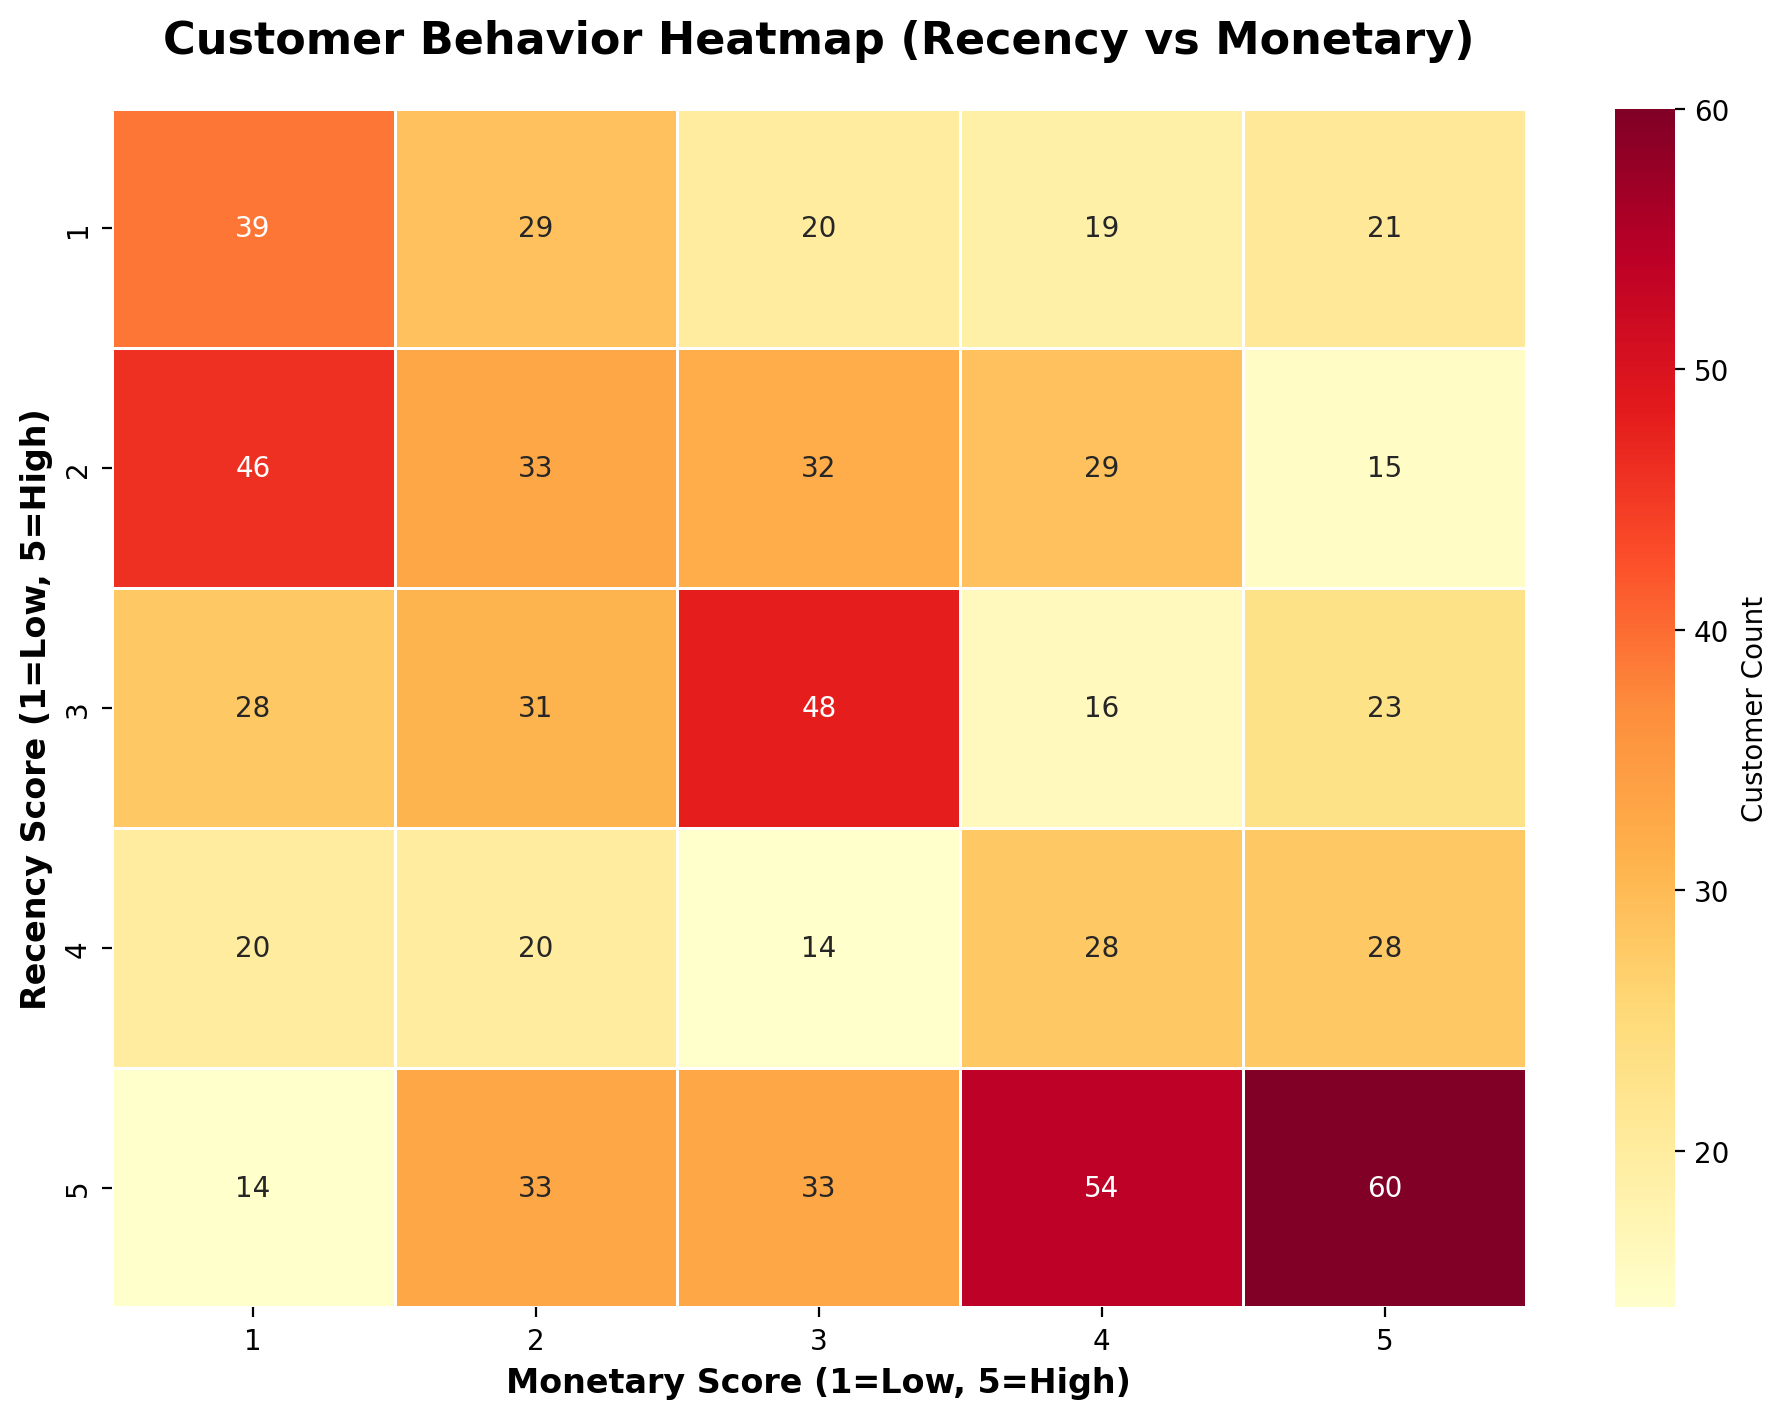 Customer Behavior Heatmap (Recency vs Monetary)
Recency Score (1=Low, 5=High)
1 39 29 20 19 21
2 46 33 32 29 15
3 28 31 48 16 23
4 20 20 14 28 28
5 14 33 33 54 60
1 2 3 4 5
Monetary Score (1=Low, 5=High)
60
50
40
30
20
Customer Count